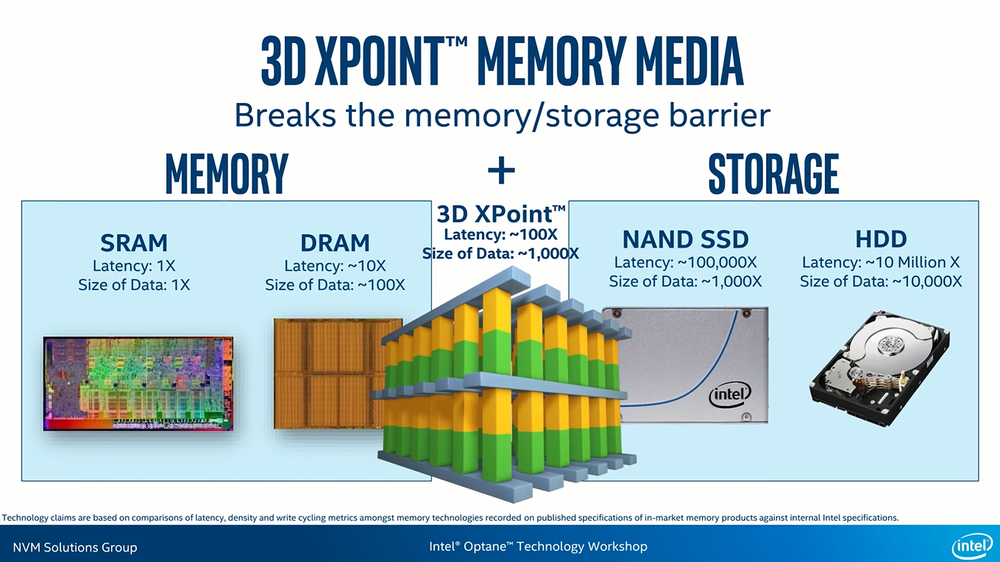 3D XPOINT™ MEMORY MEDIA
Breaks the memory/storage barrier
MEMORY
+
STORAGE
SRAM
Latency: 1X
Size of Data: 1X
DRAM
Latency: ~10X
Size of Data: ~100X
3D XPoint™
Latency: ~100X
Size of Data: ~1,000X
NAND SSD
Latency: ~100,000X
Size of Data: ~1,000X
HDD
Latency: ~10 Million X
Size of Data: ~10,000X
intel
Technology claims are based on comparisons of latency, density and write cycling metrics amongst memory technologies recorded on published specifications of in-market memory products against internal Intel specifications.
NVM Solutions Group
Intel® Optane™ Technology Workshop
intel